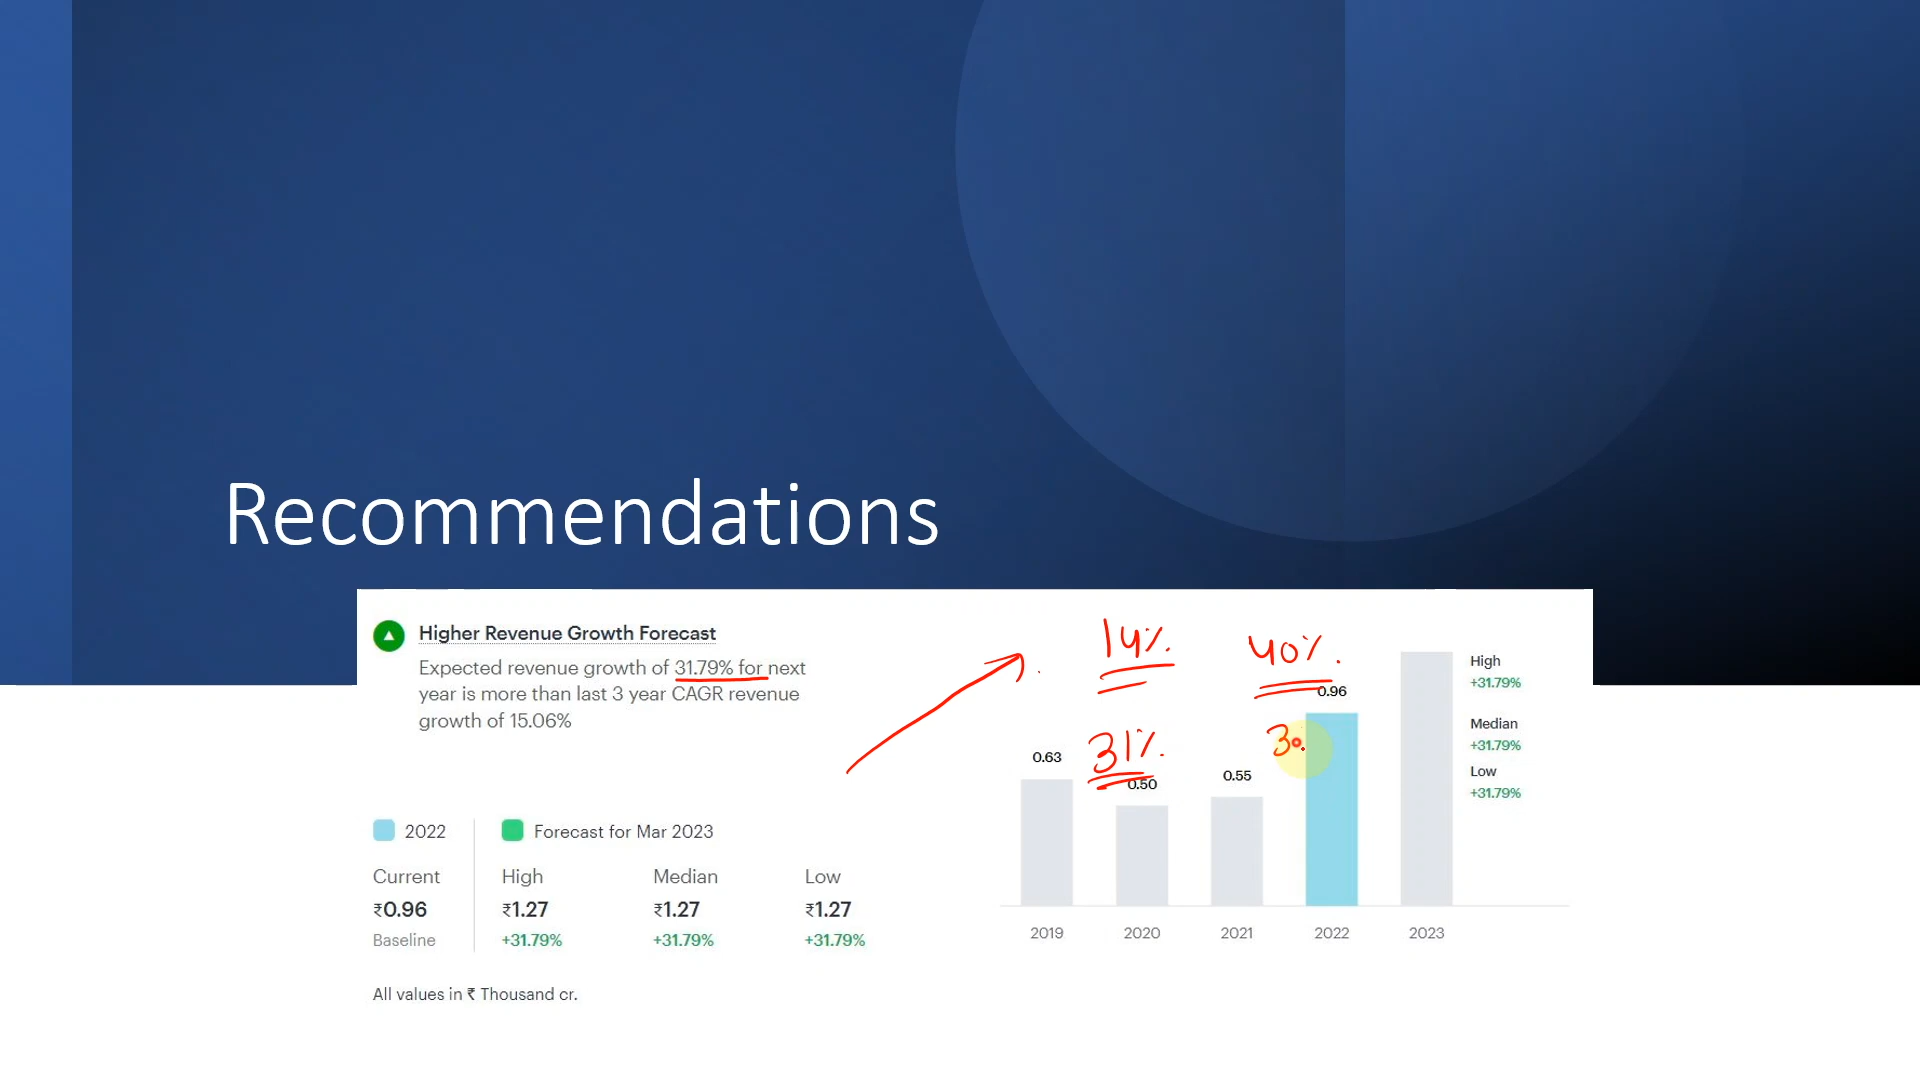 Recommendations
Higher Revenue Growth Forecast
Expected revenue growth of 31.79% for next
year is more than last 3 year CAGR revenue
growth of 15.06%
2022
Forecast for Mar 2023
Current High Median Low
₹0.96 ₹1.27 ₹1.27 ₹1.27
Baseline +31.79% +31.79% +31.79%
All values in ₹ Thousand cr.
14%. 40%.
31%. 30
0.63 0.50 0.55 0.96
2019 2020 2021 2022 2023
High
+31.79%
Median
+31.79%
Low
+31.79%